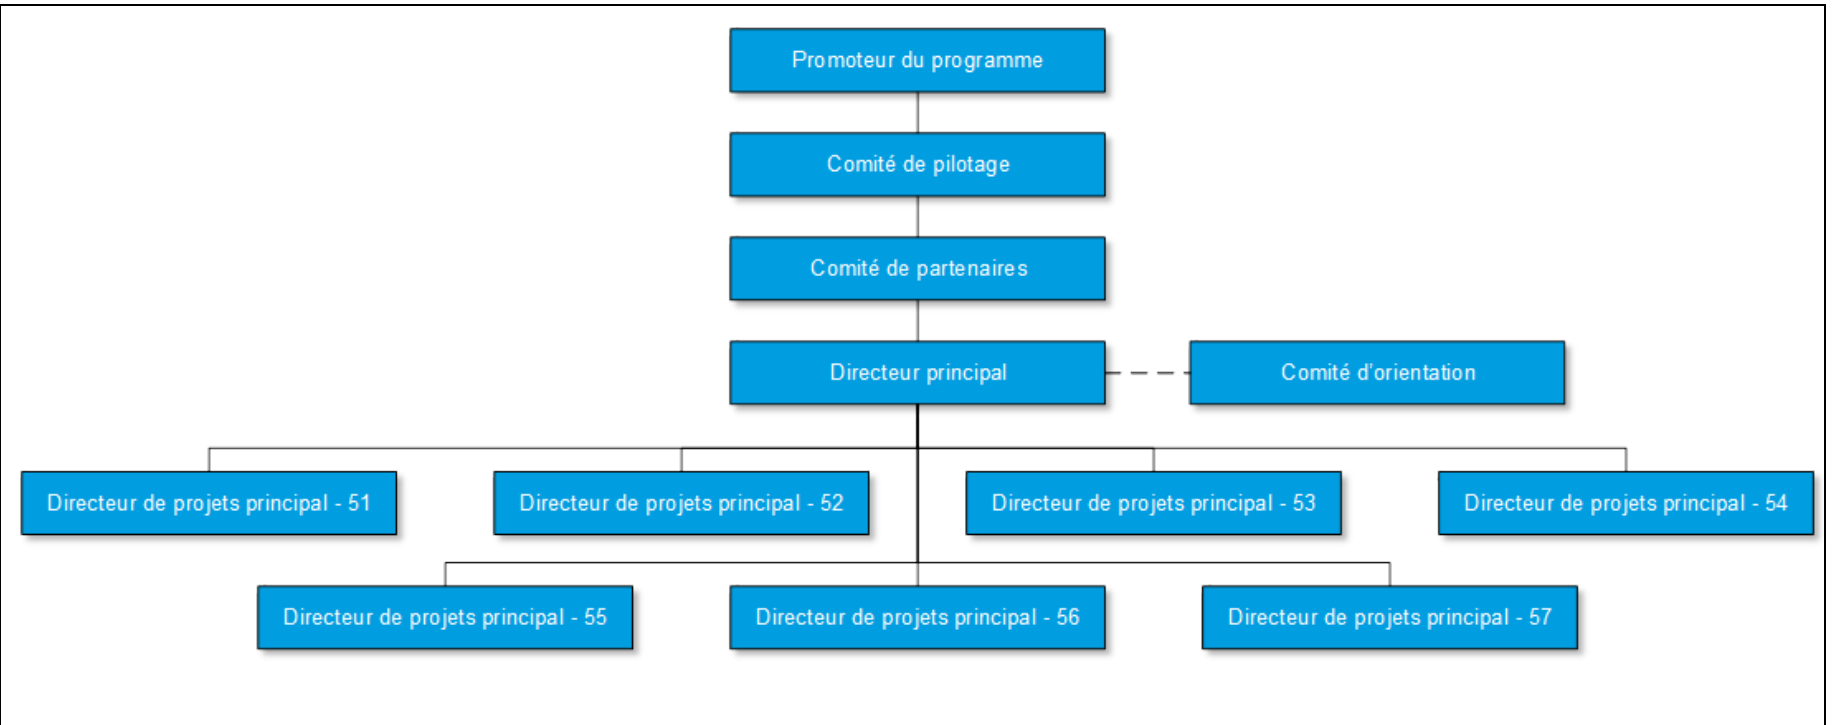 Promoteur du programme
Comité de pilotage
Comité de partenaires
Directeur principal
Comité d'orientation
Directeur de projets principal - 51
Directeur de projets principal - 52
Directeur de projets principal - 53
Directeur de projets principal - 54
Directeur de projets principal - 55
Directeur de projets principal - 56
Directeur de projets principal - 57